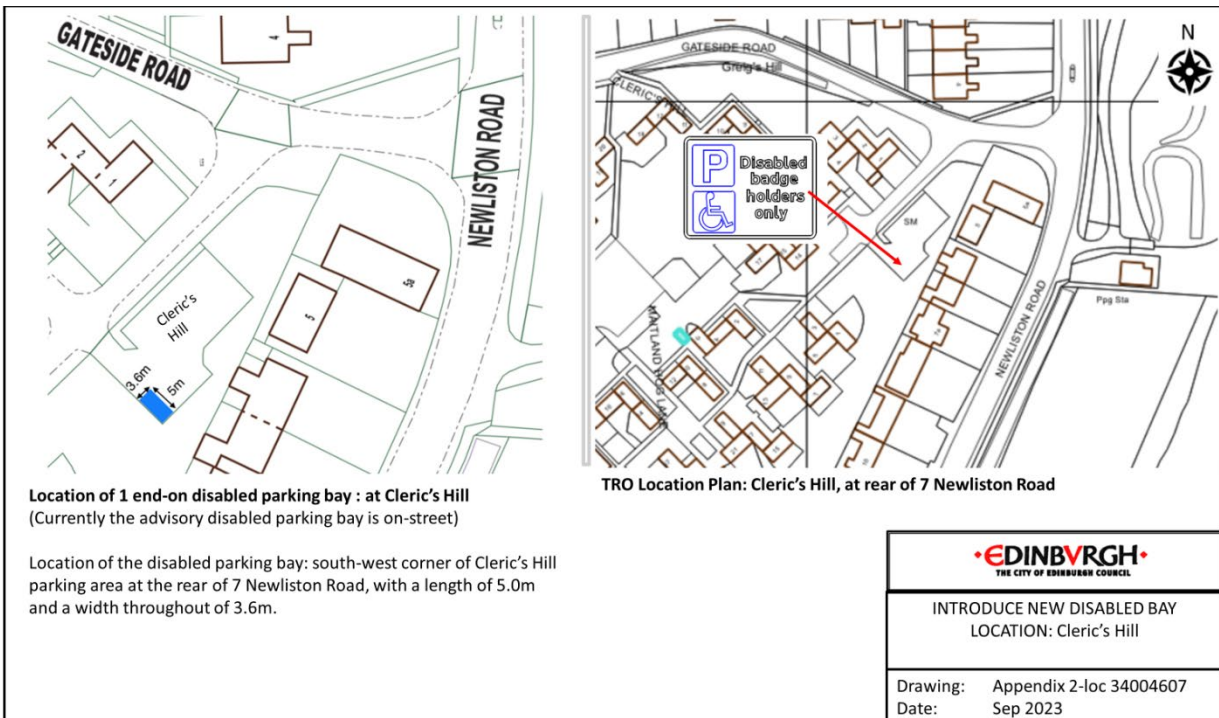 GATESIDE ROAD
4
NEWLISTON ROAD
2
1
5a
5
Cleric's
Hill
3.6m
5m
Location of 1 end-on disabled parking bay : at Cleric's Hill
(Currently the advisory disabled parking bay is on-street)
Location of the disabled parking bay: south-west corner of Cleric's Hill
parking area at the rear of 7 Newliston Road, with a length of 5.0m
and a width throughout of 3.6m.
N
GATESIDE ROAD
Greig's Hill
P
Disabled
badge
holders
only
SM
NEWLISTON ROAD
Ppg Sta
TRO Location Plan: Cleric's Hill, at rear of 7 Newliston Road
EDINBVRGH
THE CITY OF EDINBURGH COUNCIL
INTRODUCE NEW DISABLED BAY
LOCATION: Cleric's Hill
Drawing: Appendix 2-loc 34004607
Date: Sep 2023